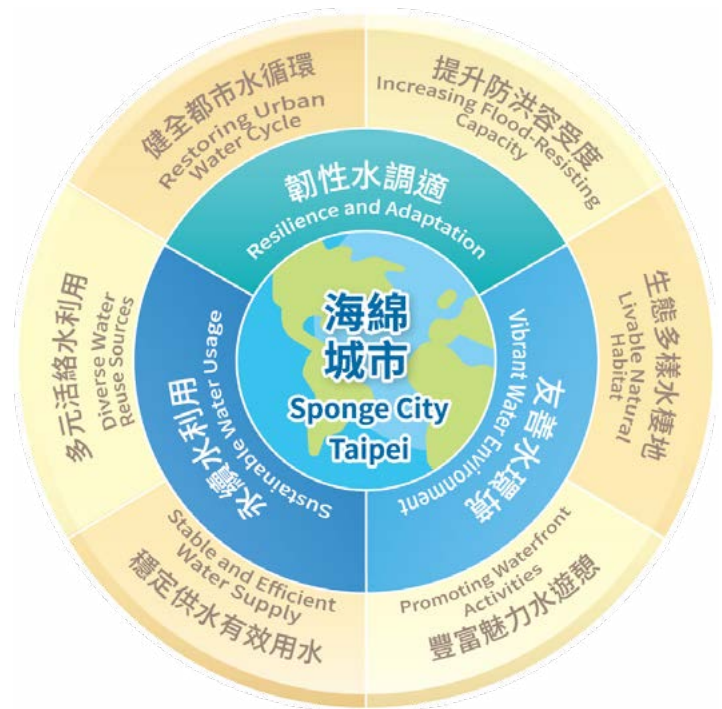 海綿
城市
Sponge City
Taipei
韌性水調適
Resilience and Adaptation
友善水環境
Vibrant Water Environment
永續水利用
Sustainable Water Usage
健全都市水循環
Restoring Urban
Water Cycle
提升防洪容受度
Increasing Flood-Resisting
Capacity
生態多樣水棲地
Livable Natural
Habitat
Promoting Waterfront
Activities
豐富魅力水遊憩
Stable and Efficient
Water Supply
穩定供水有效用水
多元活絡水利用
Diverse Water
Reuse Sources